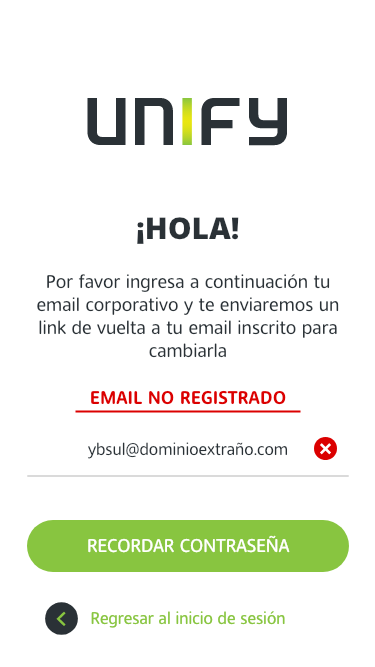 UNIFY
¡HOLA!
Por favor ingresa a continuación tu
email corporativo y te enviaremos un
link de vuelta a tu email inscrito para
cambiarla
EMAIL NO REGISTRADO
ybsul@dominioextraño.com
RECORDAR CONTRASEÑA
Regresar al inicio de sesión